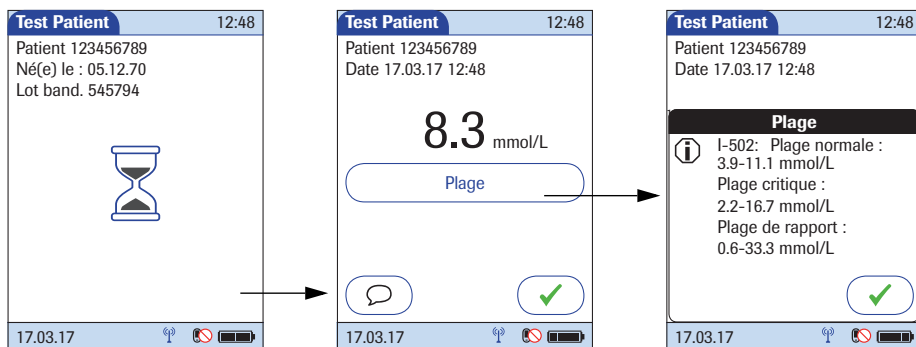 Test Patient 12:48
Patient 123456789
Né(e) le : 05.12.70
Lot band. 545794
17.03.17
Test Patient 12:48
Patient 123456789
Date 17.03.17 12:48
8.3 mmol/L
Plage
17.03.17
Test Patient 12:48
Patient 123456789
Date 17.03.17 12:48
Plage
I-502: Plage normale :
3.9-11.1 mmol/L
Plage critique :
2.2-16.7 mmol/L
Plage de rapport :
0.6-33.3 mmol/L
17.03.17